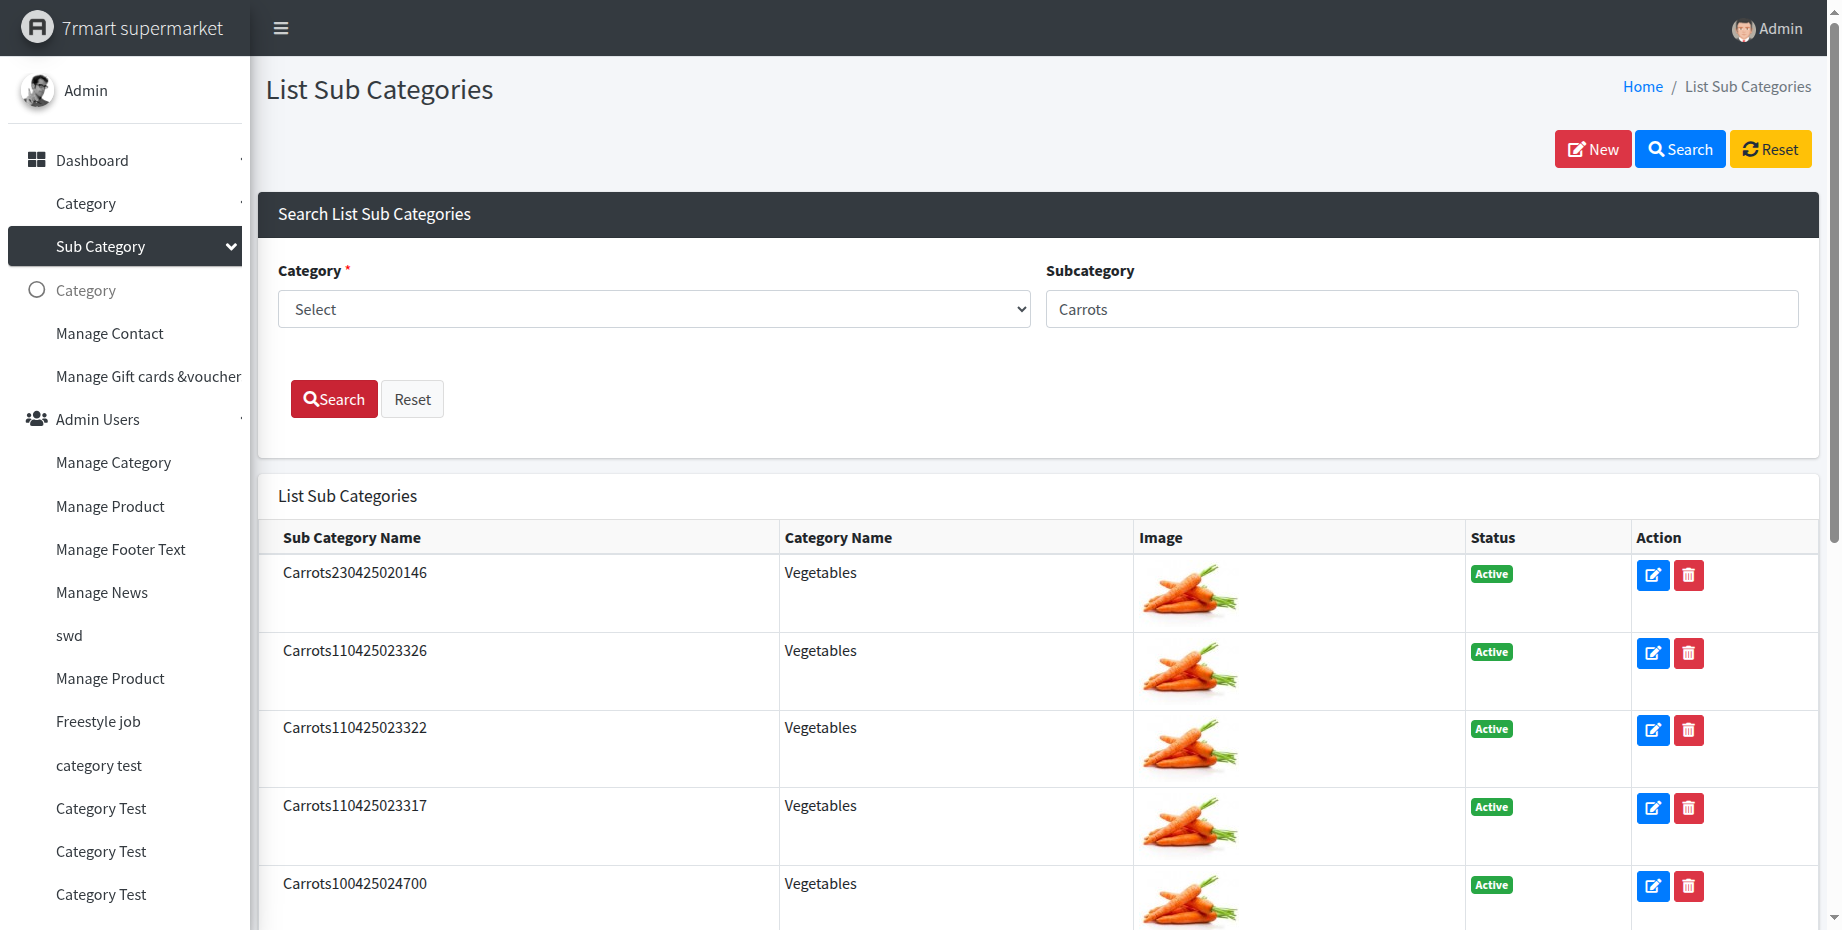 7rmart supermarket
Admin
Admin
Dashboard
Category
Sub Category
Category
Manage Contact
Manage Gift cards &voucher
Admin Users
Manage Category
Manage Product
Manage Footer Text
Manage News
swd
Manage Product
Freestyle job
category test
Category Test
Category Test
Category Test
List Sub Categories
Home / List Sub Categories
New Search Reset
Search List Sub Categories
Category * Subcategory
Select Carrots
Search Reset
List Sub Categories
Sub Category Name Category Name Image Status Action
Carrots230425020146 Vegetables Active
Carrots110425023326 Vegetables Active
Carrots110425023322 Vegetables Active
Carrots110425023317 Vegetables Active
Carrots100425024700 Vegetables Active